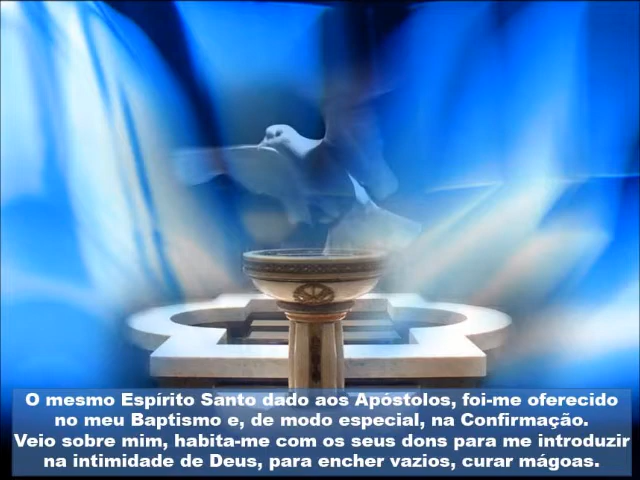 O mesmo Espírito Santo dado aos Apóstolos, foi-me oferecido
no meu Baptismo e, de modo especial, na Confirmação.
Veio sobre mim, habita-me com os seus dons para me introduzir
na intimidade de Deus, para encher vazios, curar mágoas.